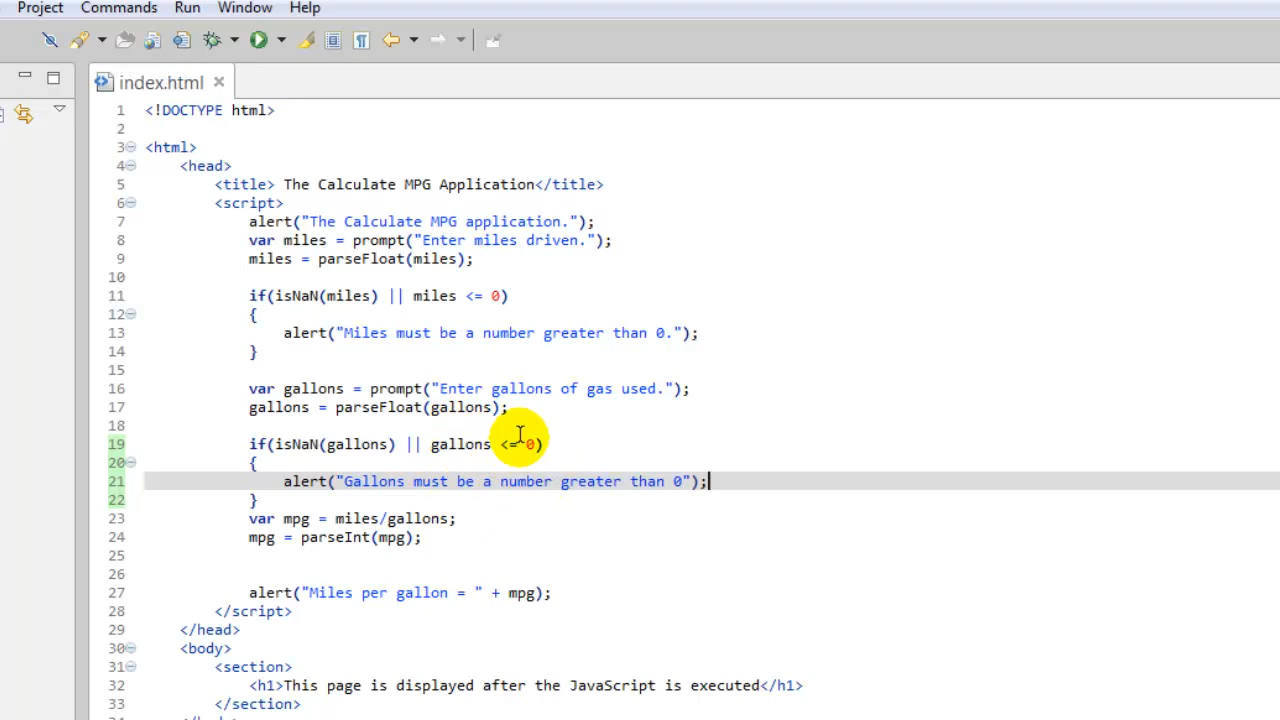 Project Commands Run Window Help
index.html
1 <!DOCTYPE html>
2
3 <html>
4 <head>
5 <title> The Calculate MPG Application</title>
6 <script>
7 alert("The Calculate MPG application.");
8 var miles = prompt("Enter miles driven.");
9 miles = parseFloat(miles);
10
11 if(isNaN(miles) || miles <= 0)
12 {
13 alert("Miles must be a number greater than 0.");
14 }
15
16 var gallons = prompt("Enter gallons of gas used.");
17 gallons = parseFloat(gallons);
18
19 if(isNaN(gallons) || gallons <= 0)
20 {
21 alert("Gallons must be a number greater than 0");
22 }
23 var mpg = miles/gallons;
24 mpg = parseInt(mpg);
25
26
27 alert("Miles per gallon = " + mpg);
28 </script>
29 </head>
30 <body>
31 <section>
32 <h1>This page is displayed after the JavaScript is executed</h1>
33 </section>